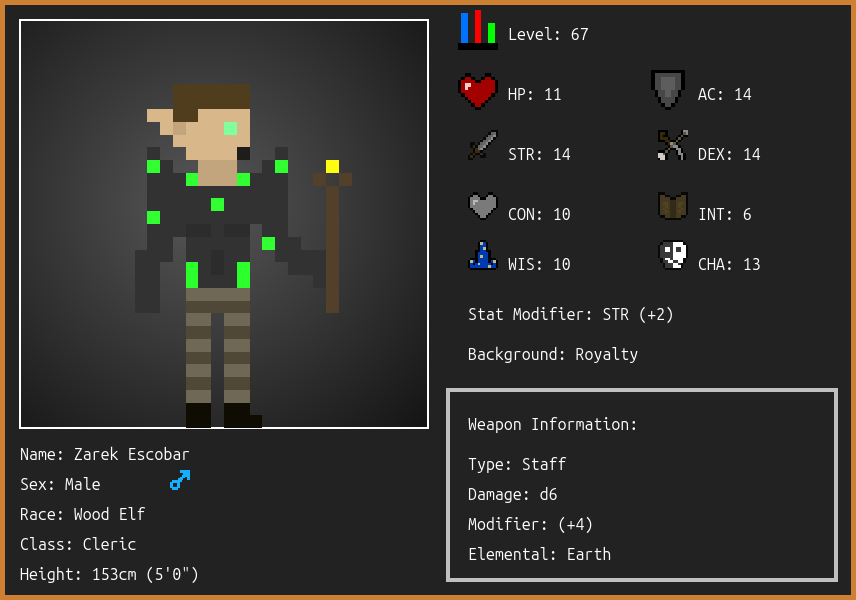 Level: 67
HP: 11
AC: 14
STR: 14
DEX: 14
CON: 10
INT: 6
WIS: 10
CHA: 13
Stat Modifier: STR (+2)
Background: Royalty
Weapon Information:
Type: Staff
Damage: d6
Modifier: (+4)
Elemental: Earth
Name: Zarek Escobar
Sex: Male
Race: Wood Elf
Class: Cleric
Height: 153cm (5'0")